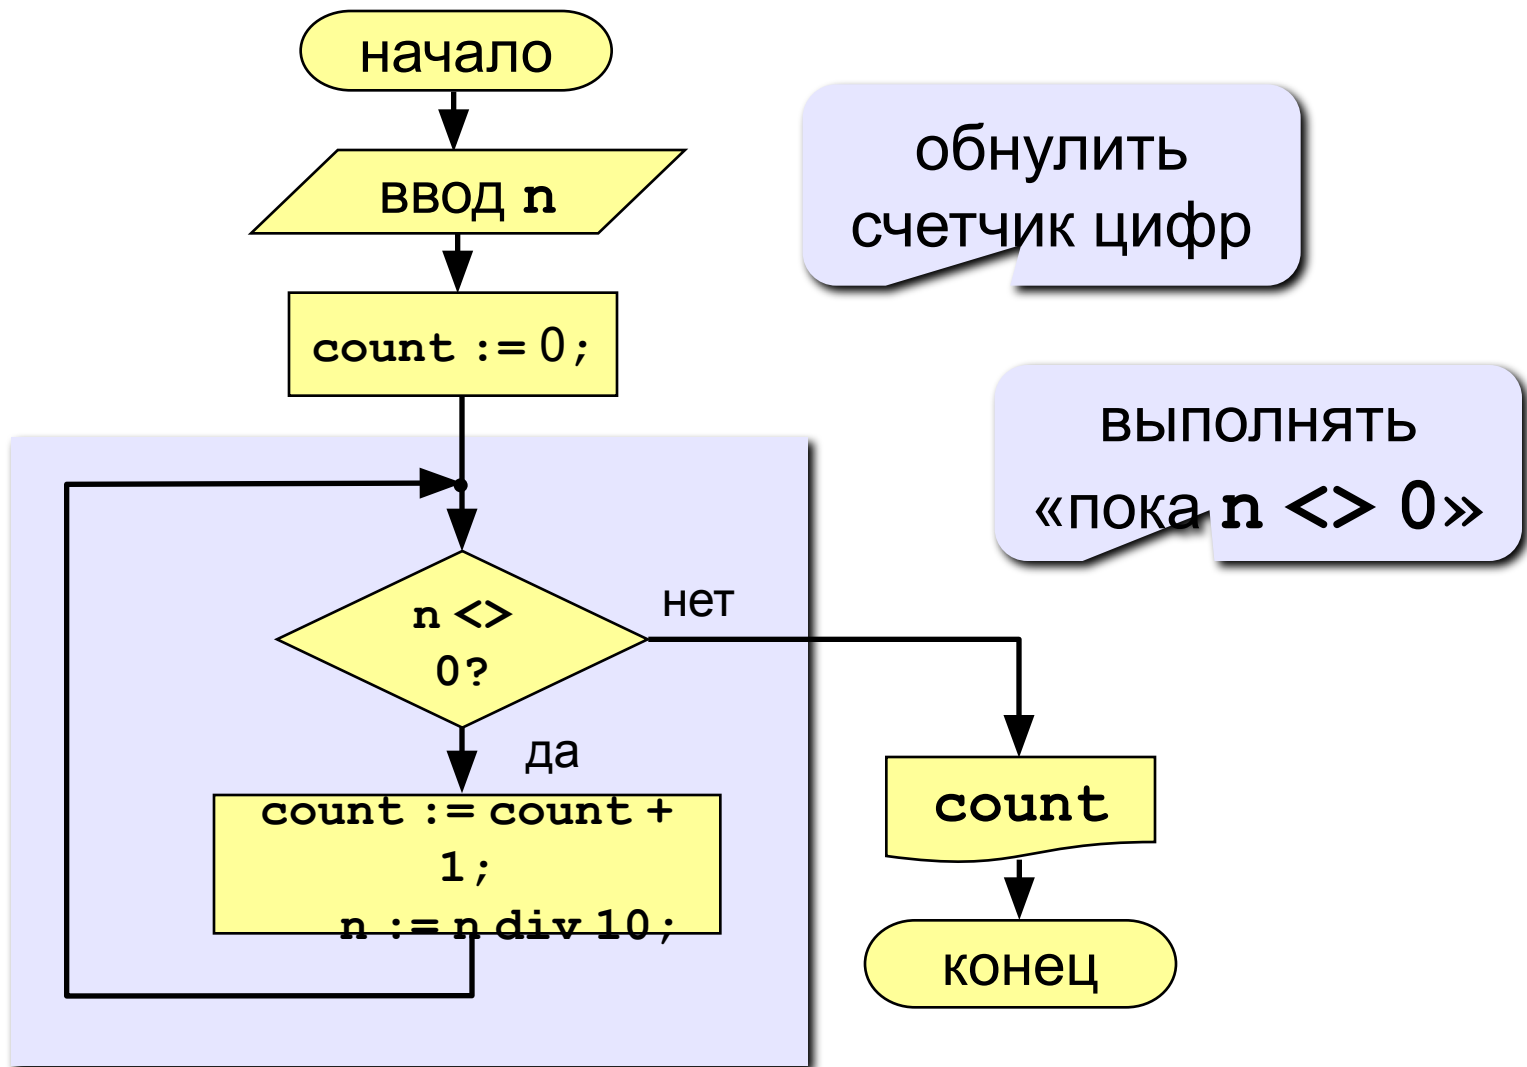 начало
ввод n
обнулить
счетчик цифр
count := 0;
выполнять
«пока n <> 0»
n <>
0?
нет
да
count := count +
1;
n := n div 10;
count
конец